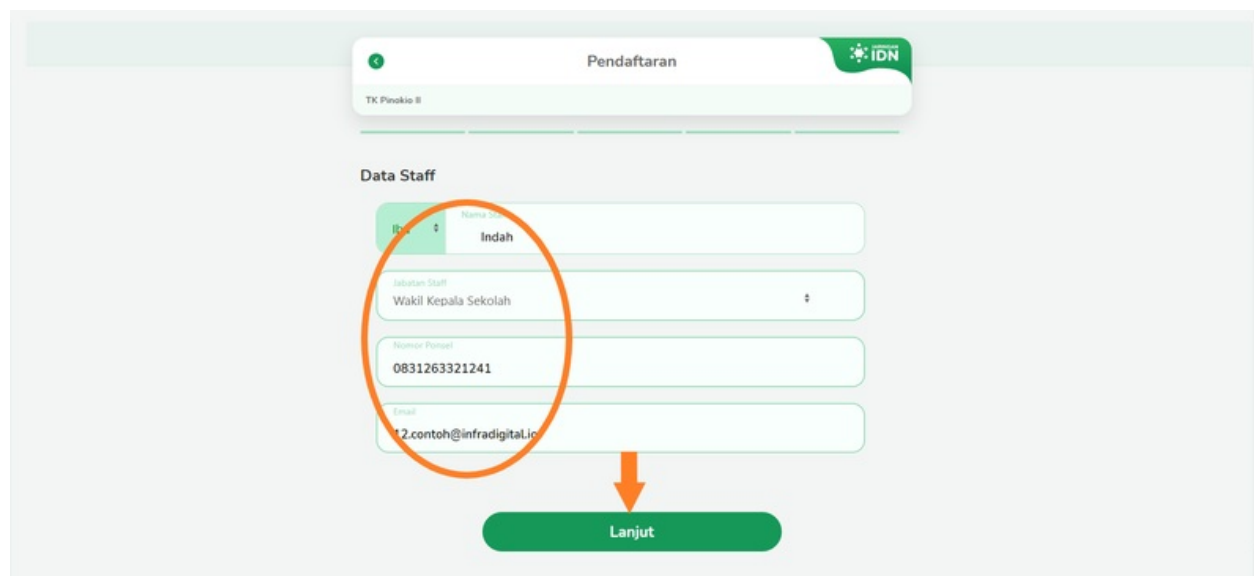 Pendaftaran
JARINGAN
IDN
TK Pinokio II
Data Staff
Ibu
Nama Staff
Indah
Jabatan Staff
Wakil Kepala Sekolah
Nomor Ponsel
0831263321241
Email
12.contoh@infradigital.io
Lanjut